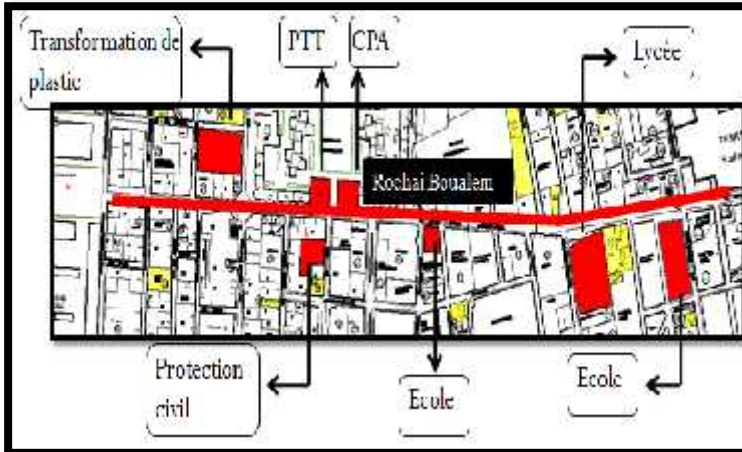 Transformation de
plastic
PTT
CPA
Lycée
Rochai Boualem
Protection
civil
Ecole
Ecole